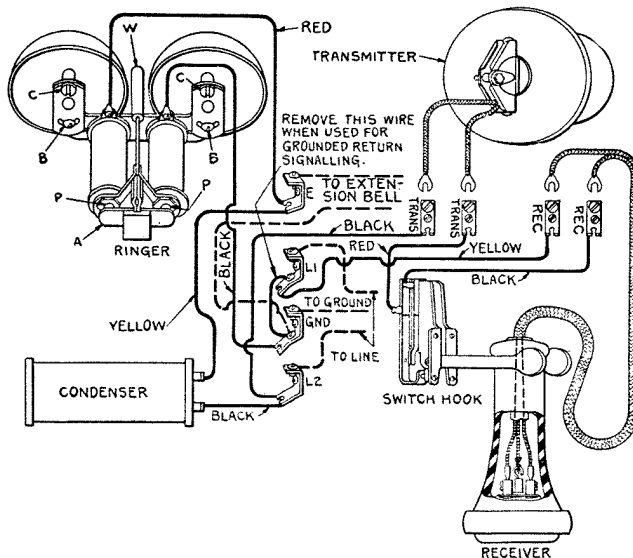 W
RED
TRANSMITTER
C
C
B
B
REMOVE THIS WIRE
WHEN USED FOR
GROUNDED RETURN
SIGNALLING.
P
P
A
RINGER
E
TO EXTEN-
SION BELL
BLACK
TRANS
TRANS
REC
REC
BLACK
RED
YELLOW
BLACK
L1
TO GROUND
GND
YELLOW
TO LINE
L2
CONDENSER
BLACK
SWITCH HOOK
RECEIVER